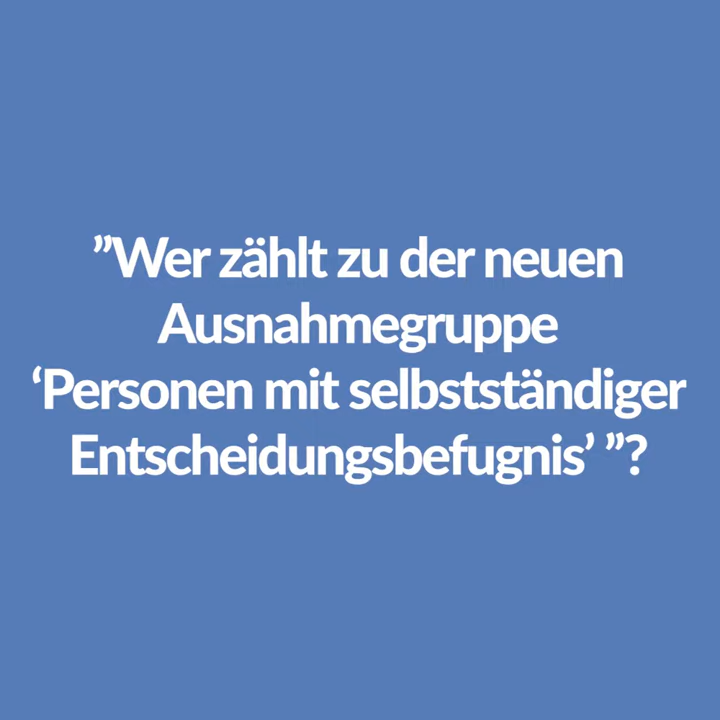 ”Wer zählt zu der neuen
Ausnahmegruppe
‘Personen mit selbstständiger
Entscheidungsbefugnis’ ”?